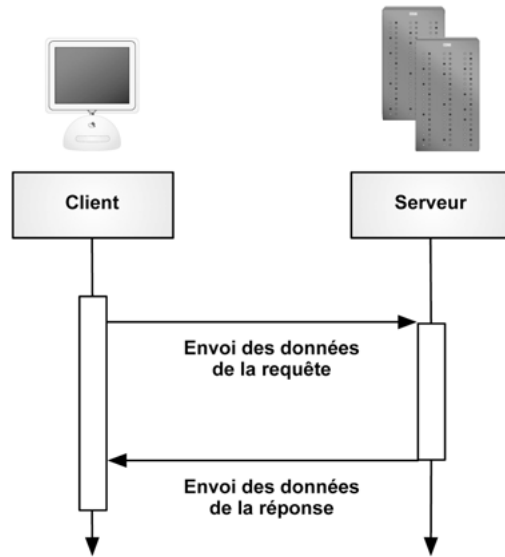 Client
Serveur
Envoi des données
de la requête
Envoi des données
de la réponse